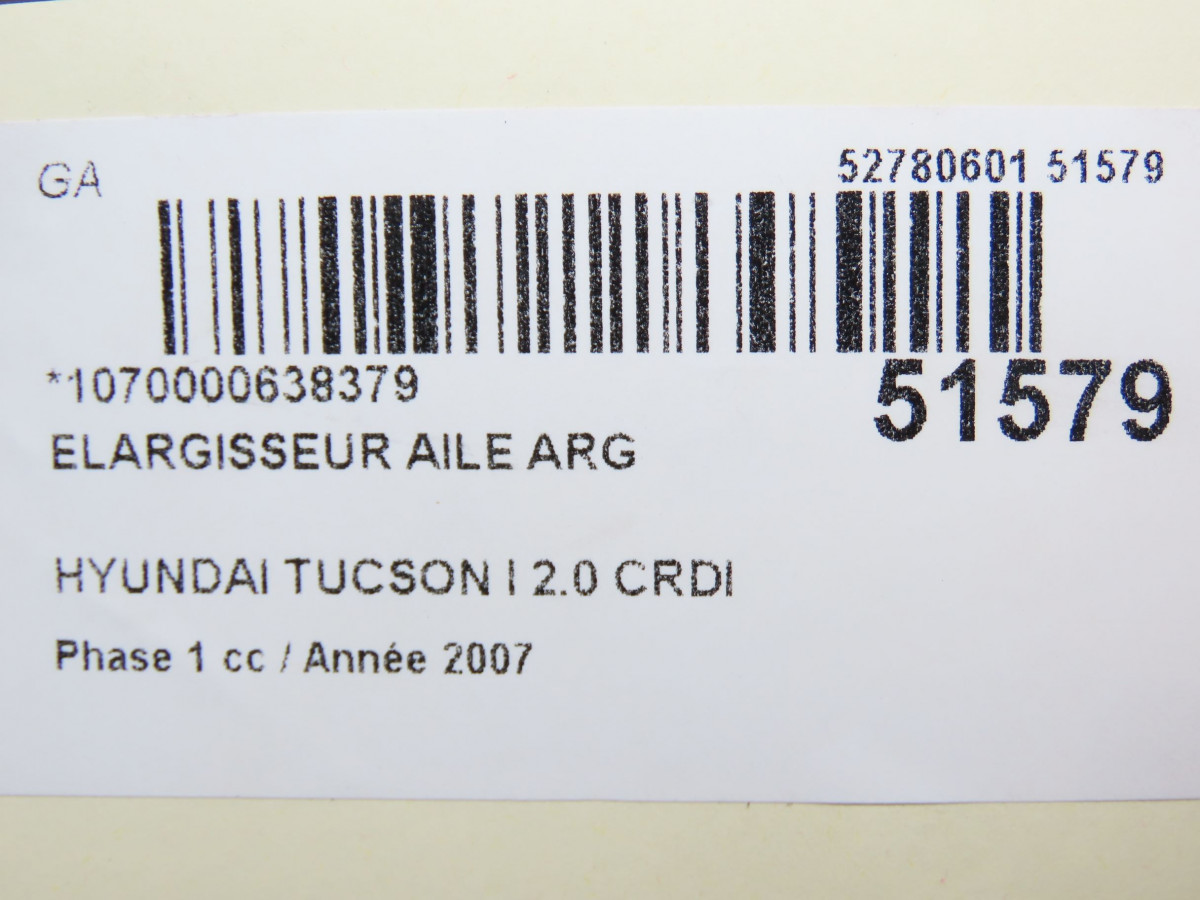 GA
52780601 51579
*1070000638379
51579
ELARGISSEUR AILE ARG
HYUNDAI TUCSON I 2.0 CRDI
Phase 1 cc / Année 2007